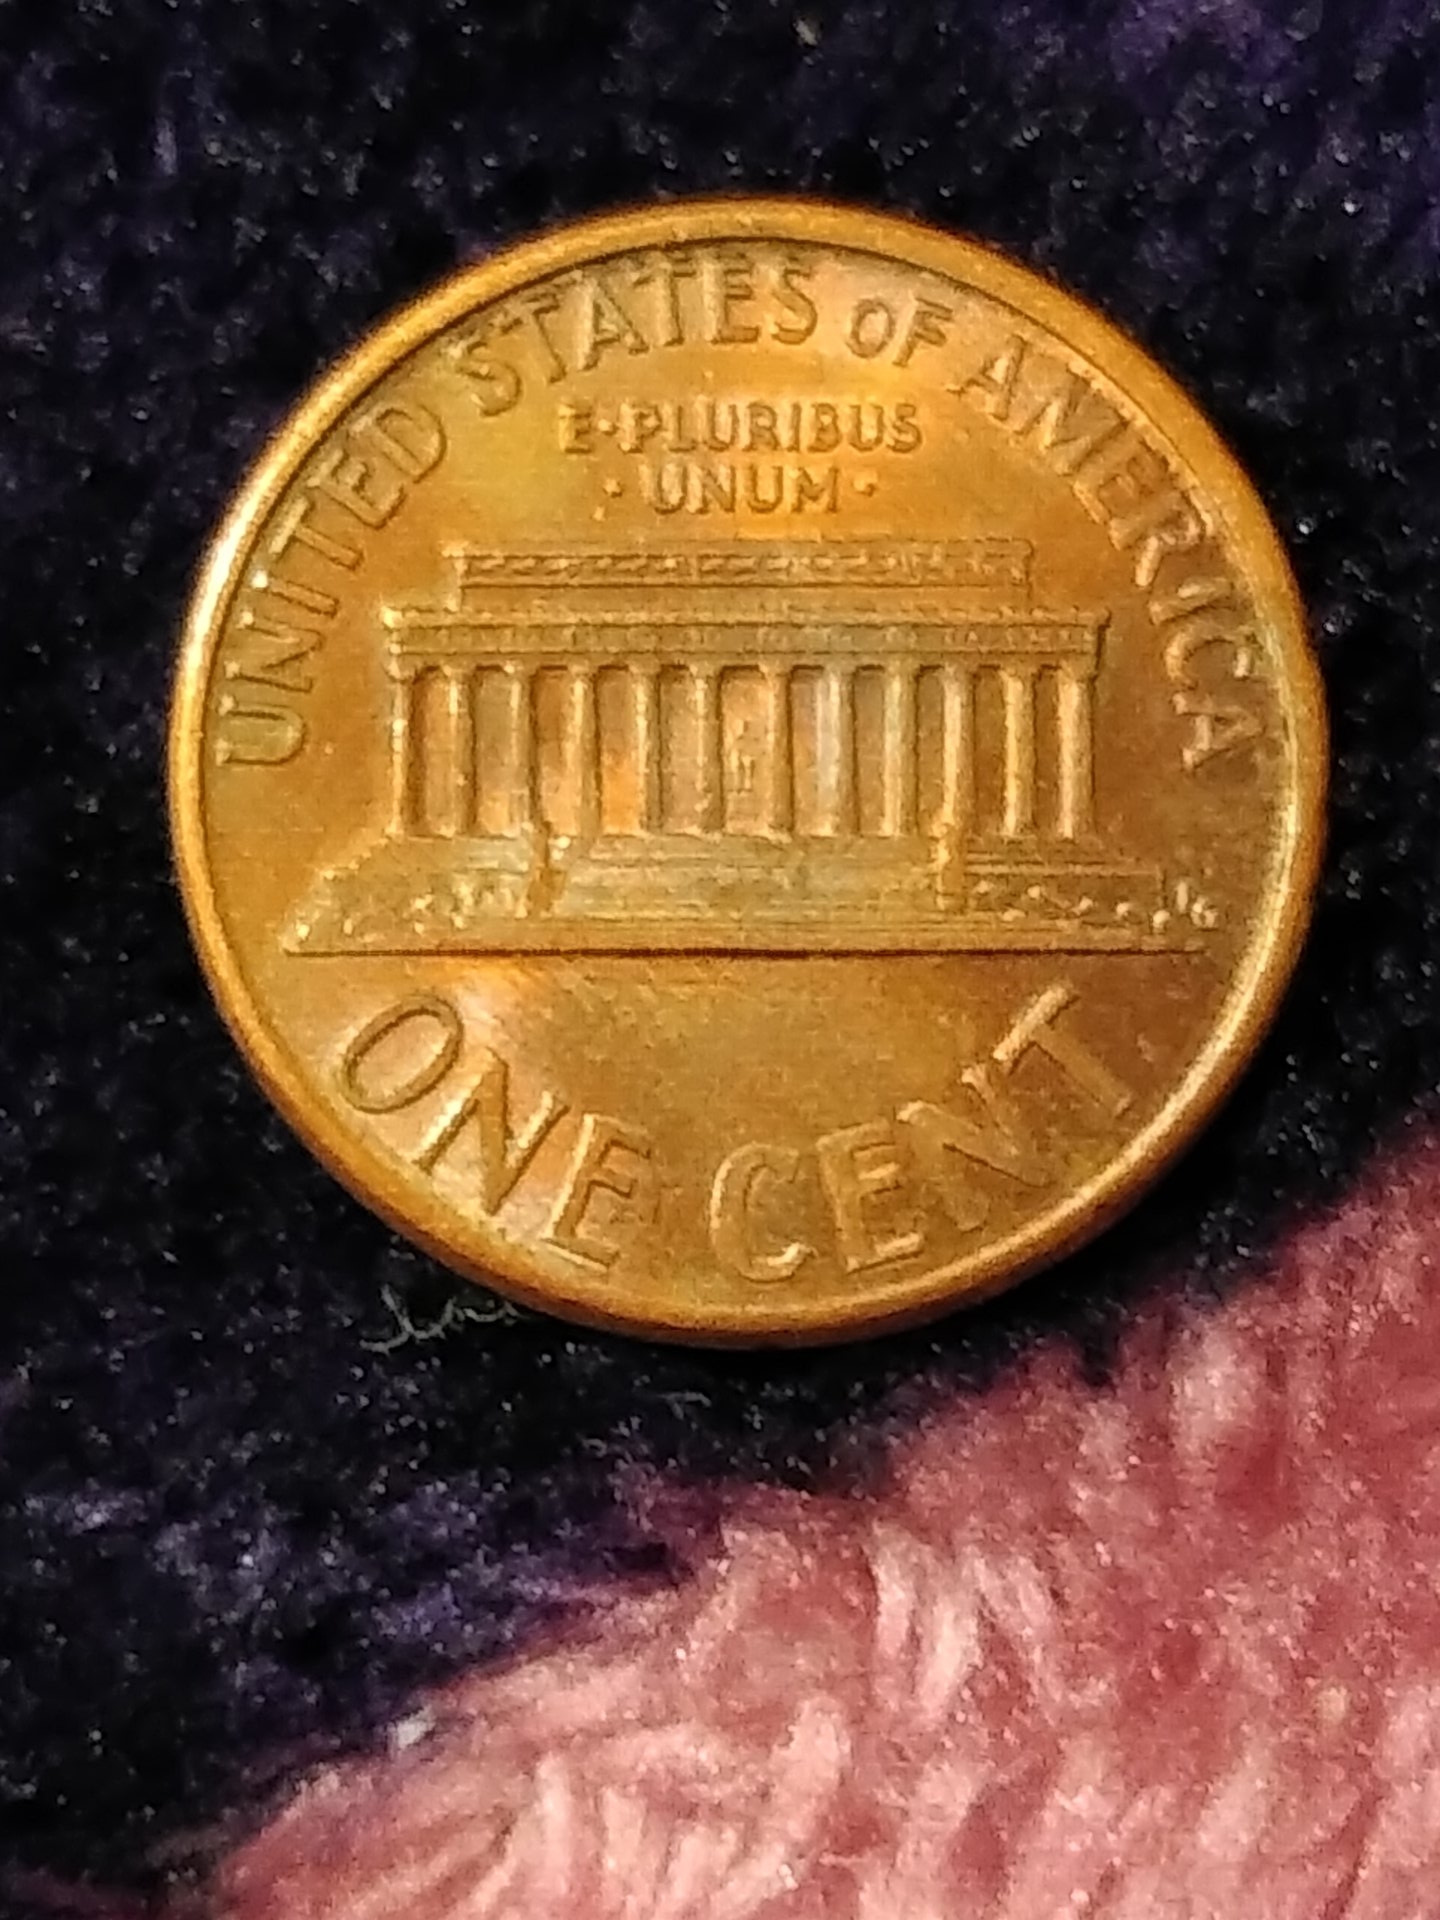 UNITED STATES OF AMERICA
E·PLURIBUS
·UNUM·
ONE CENT